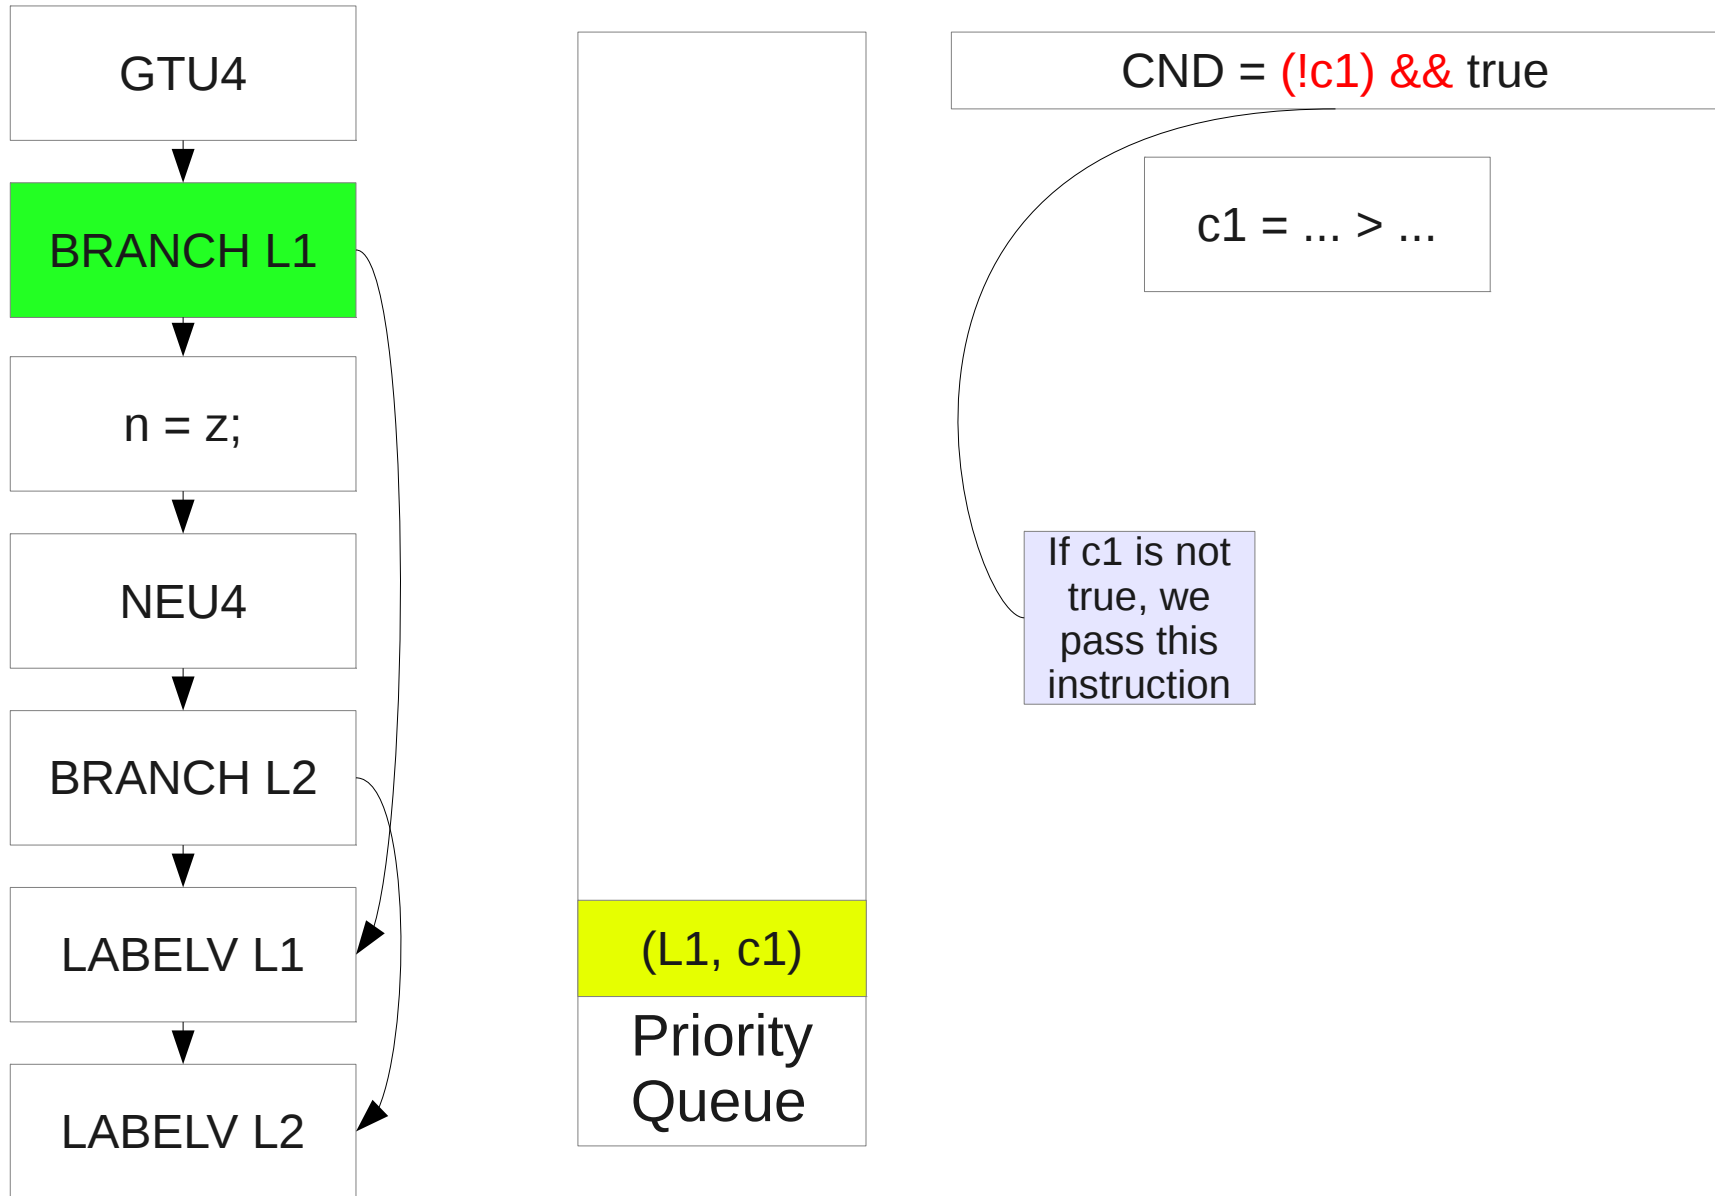 GTU4
BRANCH L1
n = z;
NEU4
BRANCH L2
LABELV L1
LABELV L2
(L1, c1)
Priority
Queue
CND = (!c1) && true
c1 = ... > ...
If c1 is not
true, we
pass this
instruction